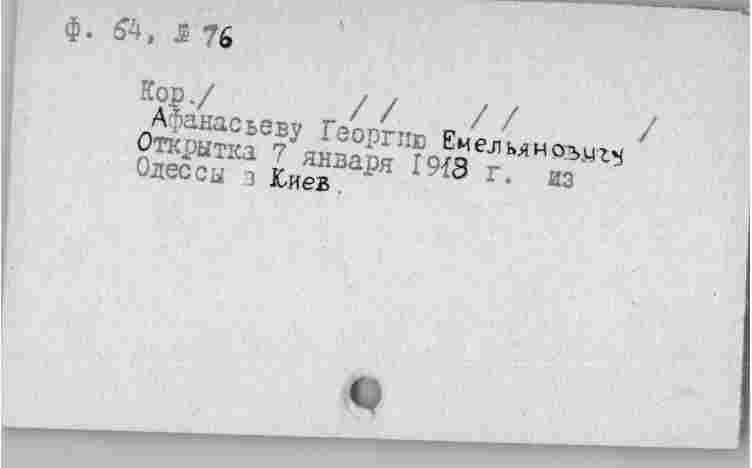 ф. 64, № 76
Кор./ / / / / /
Афанасьеву Георгию Емельяновичу
Открытка 7 января 1918 г. из
Одессы в Киев.